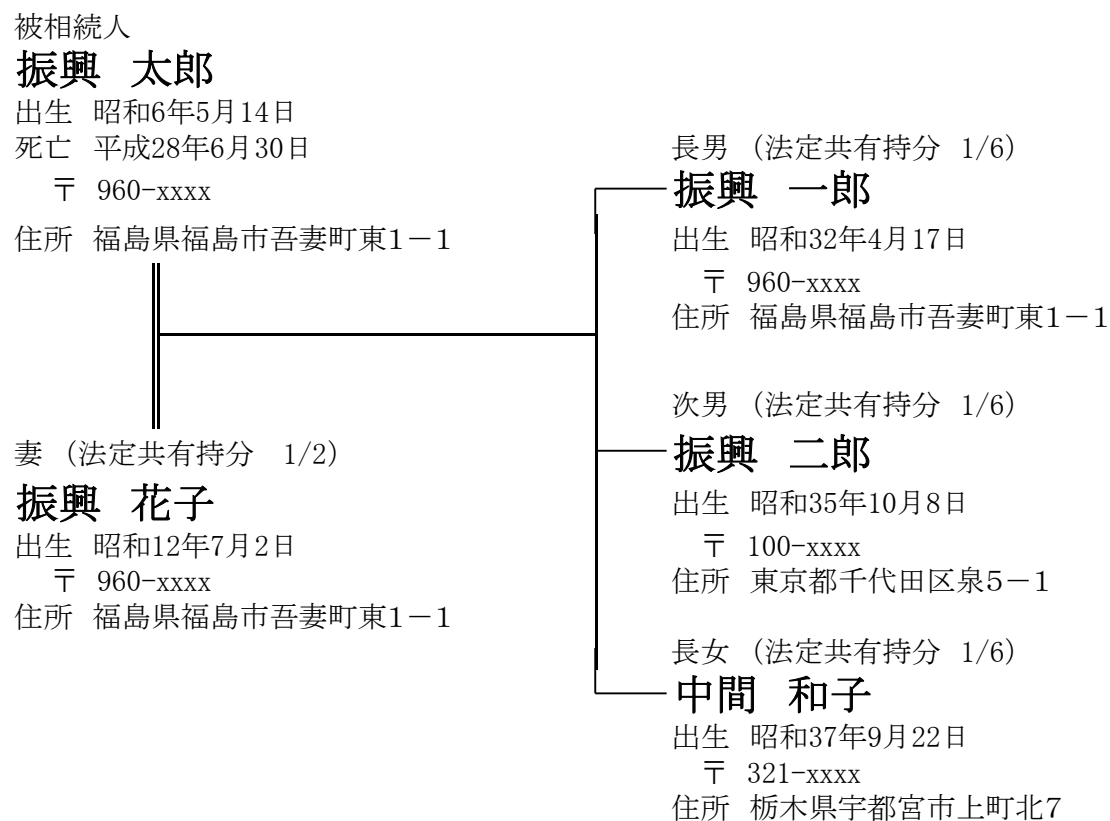 被相続人
振興　太郎
出生　昭和6年5月14日
死亡　平成28年6月30日
〒 960-xxxx
住所　福島県福島市吾妻町東1－1
妻（法定共有持分　1/2）
振興　花子
出生　昭和12年7月2日
〒 960-xxxx
住所　福島県福島市吾妻町東1－1
長男（法定共有持分 1/6）
振興　一郎
出生　昭和32年4月17日
〒 960-xxxx
住所　福島県福島市吾妻町東1－1
次男（法定共有持分 1/6）
振興　二郎
出生　昭和35年10月8日
〒 100-xxxx
住所　東京都千代田区泉5－1
長女（法定共有持分 1/6）
中間　和子
出生　昭和37年9月22日
〒 321-xxxx
住所　栃木県宇都宮市上町北7